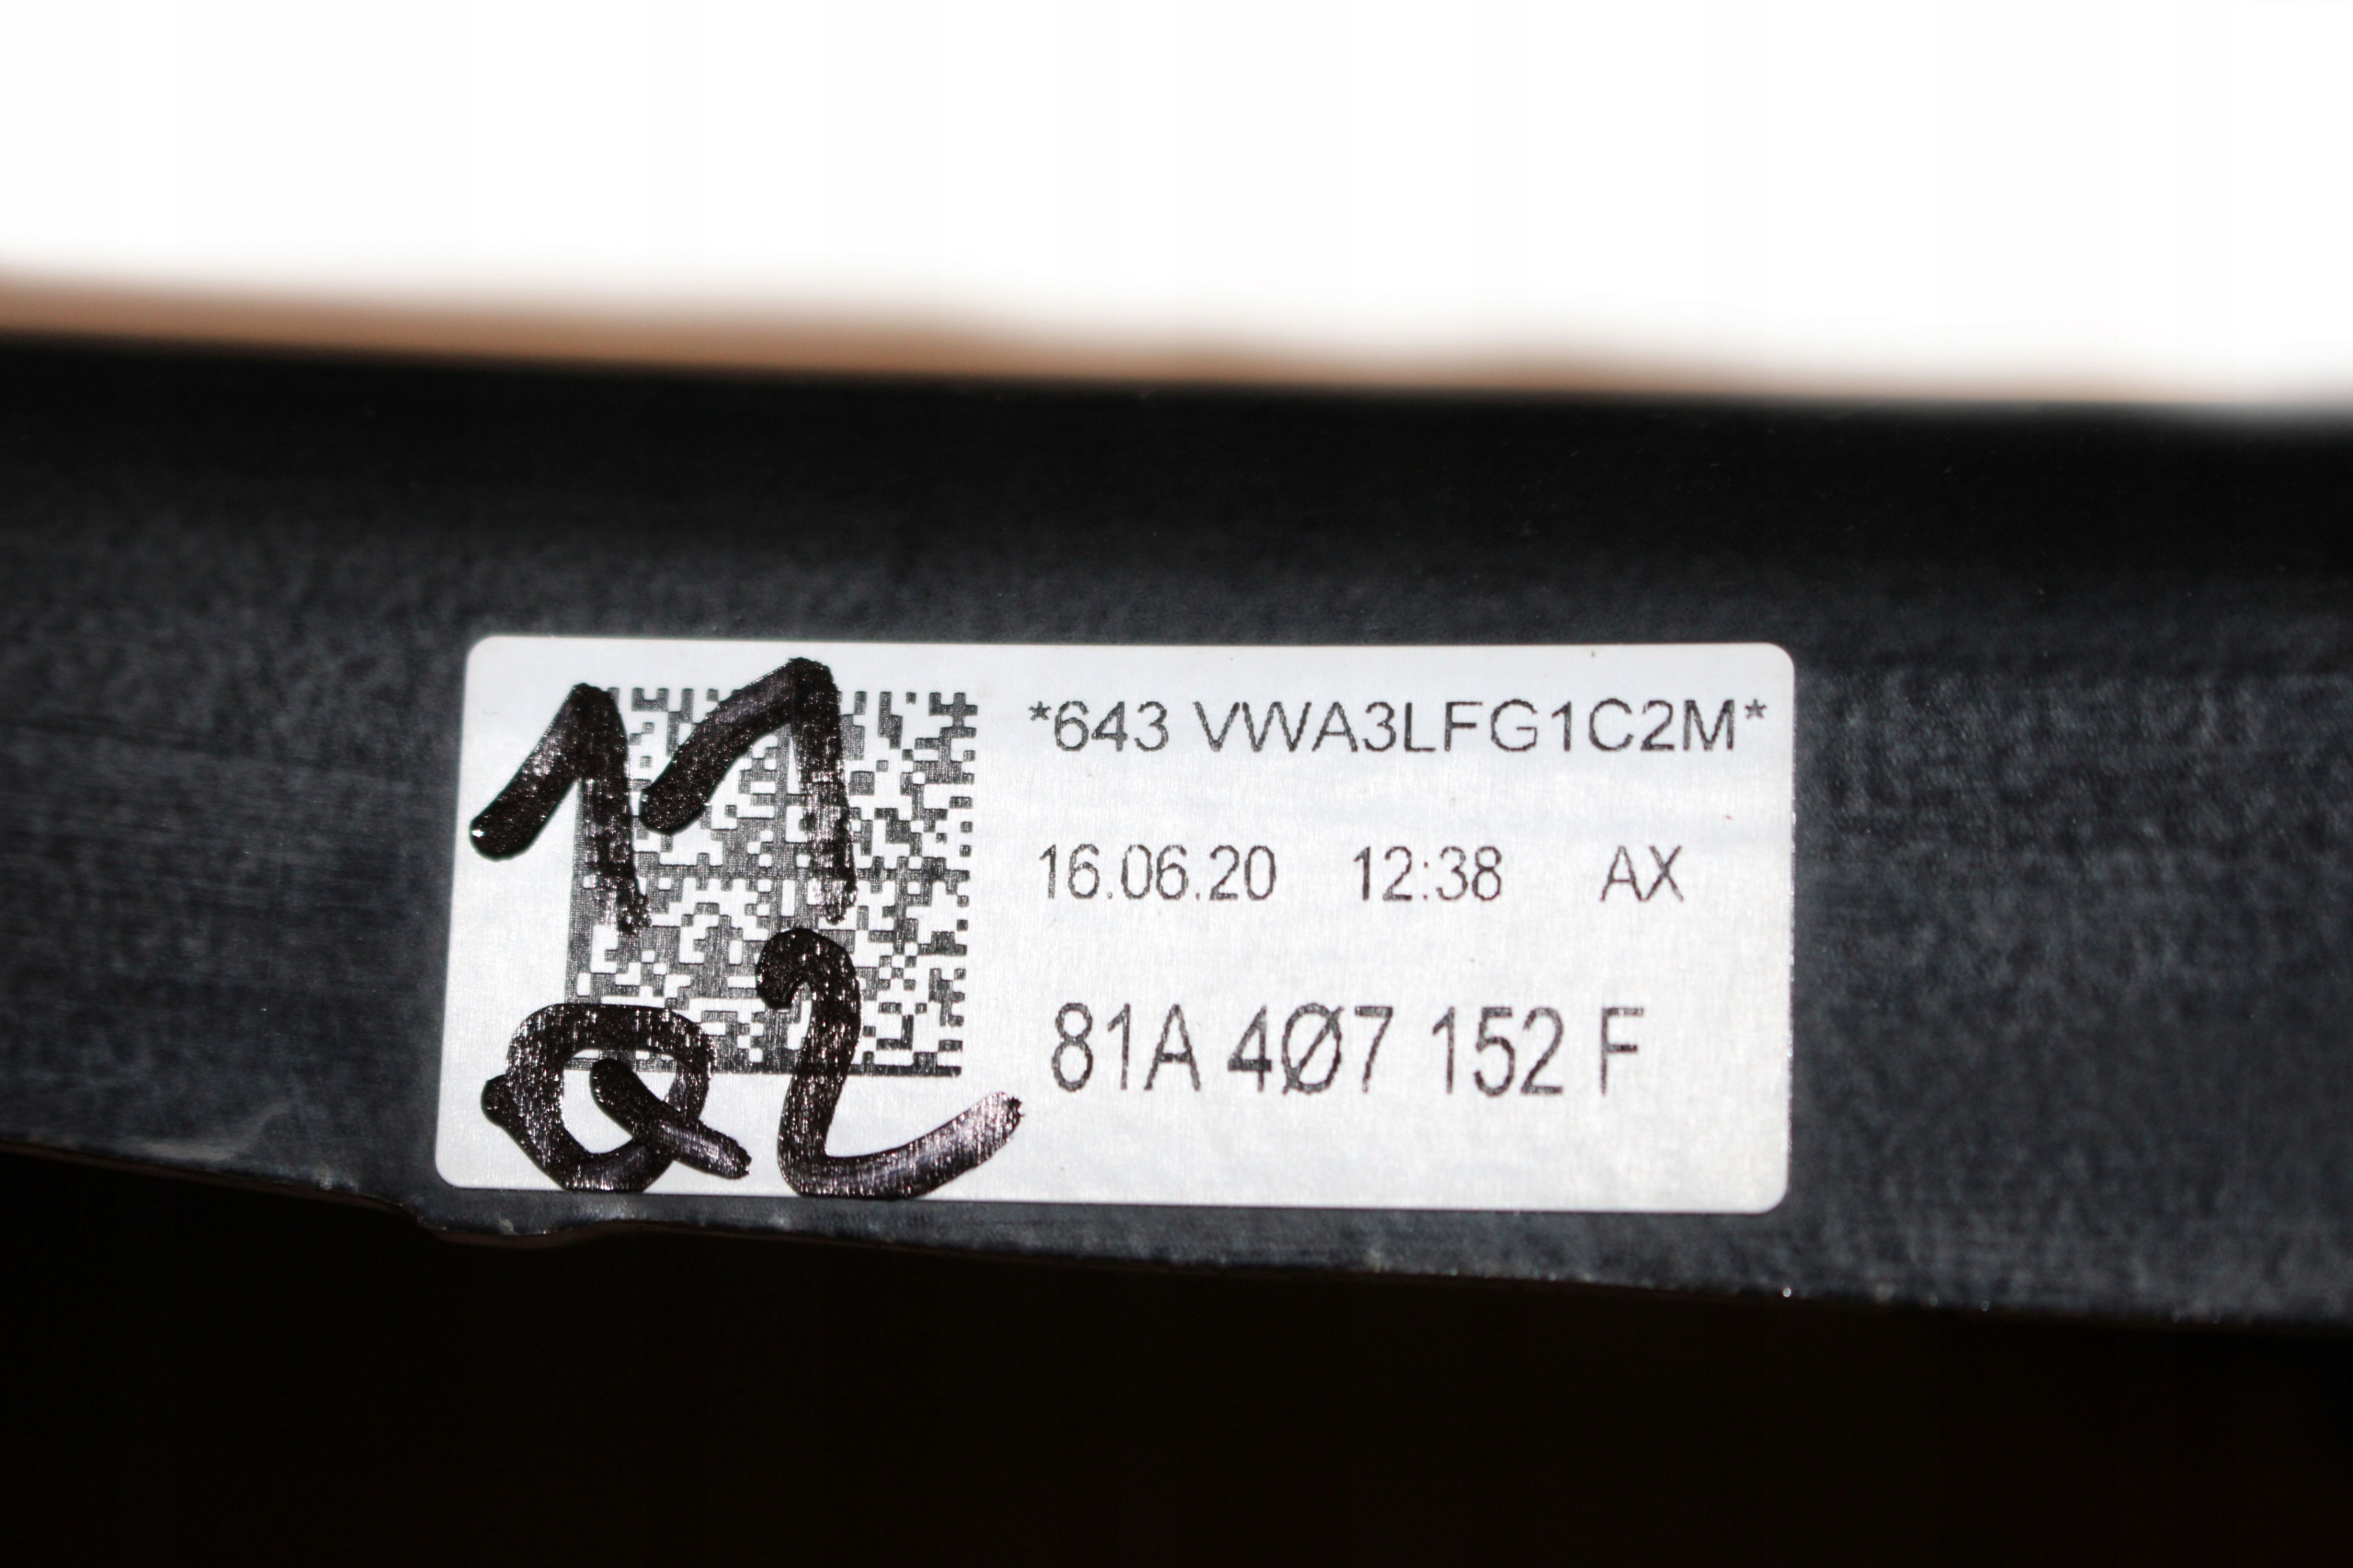 11
02
*643 VWA3LFG1C2M*
16.06.20 12:38 AX
81A 4Ø7 152 F